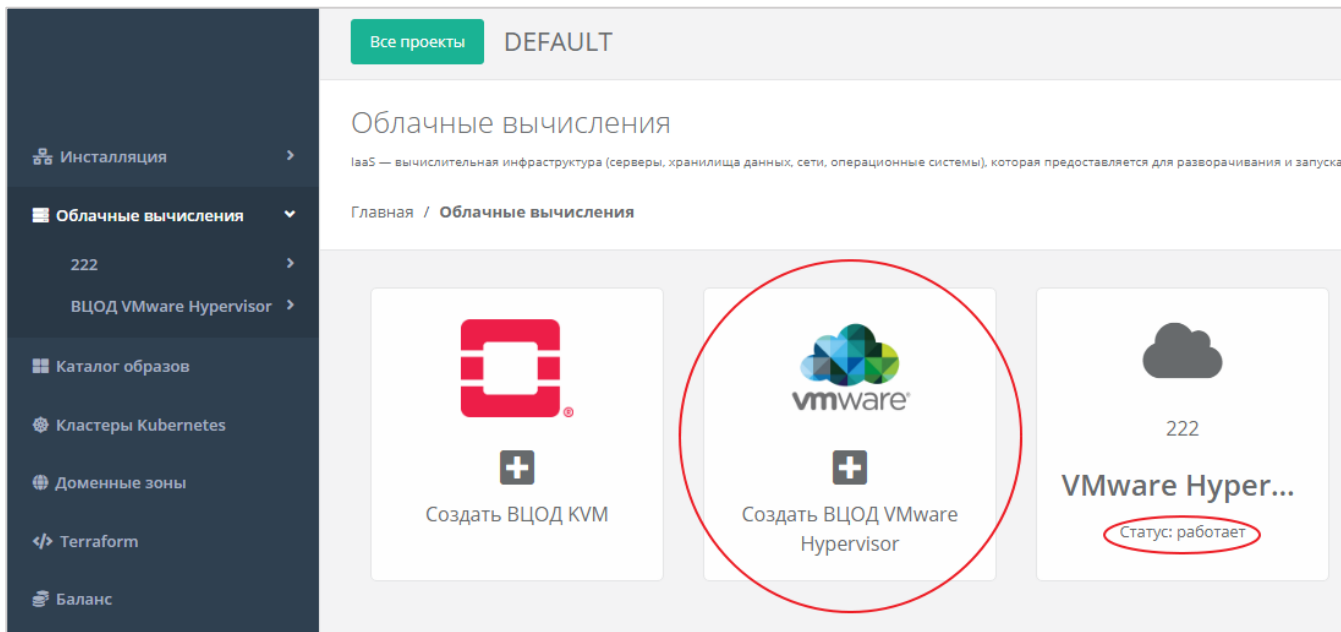 Все проекты DEFAULT
Облачные вычисления
IaaS — вычислительная инфраструктура (серверы, хранилища данных, сети, операционные системы), которая предоставляется для разворачивания и запуска
Главная / Облачные вычисления
Инсталляция
Облачные вычисления
222
ВЦОД VMware Hypervisor
Каталог образов
Кластеры Kubernetes
Доменные зоны
Terraform
Баланс
Создать ВЦОД KVM
vmware
Создать ВЦОД VMware
Hypervisor
222
VMware Hyper...
Статус: работает